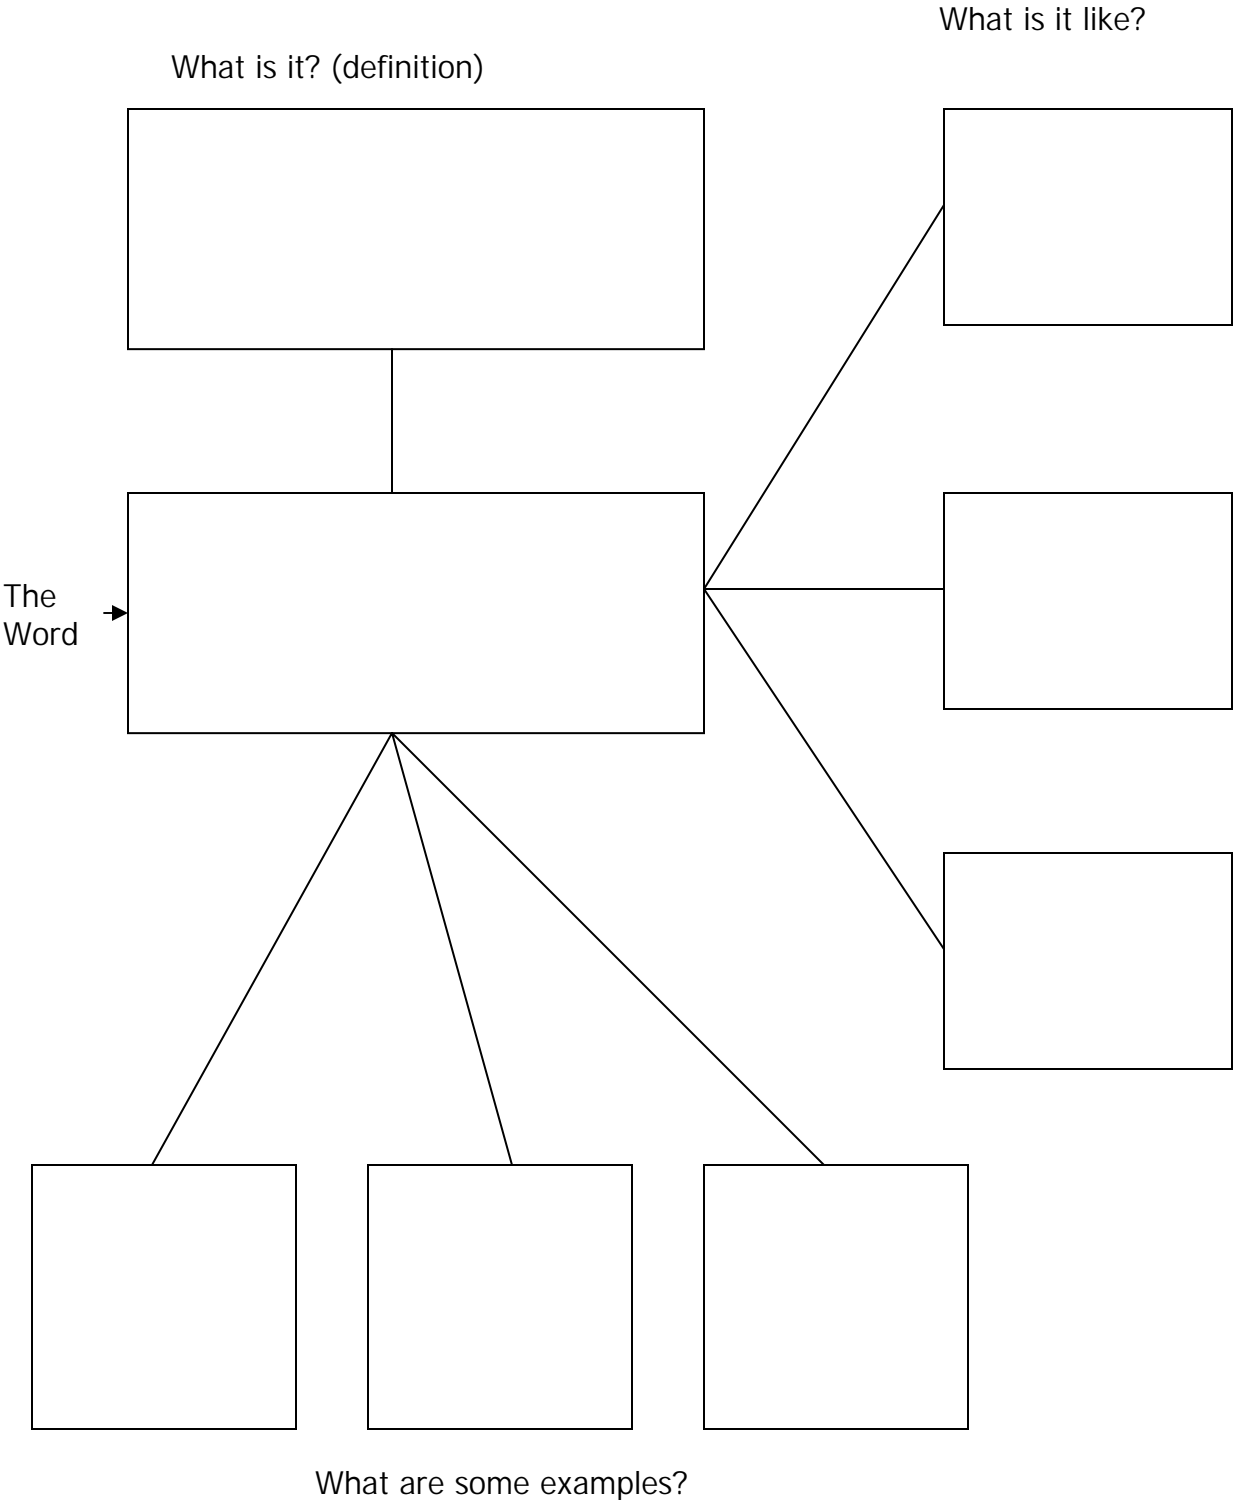 What is it like?
What is it? (definition)
The
Word
What are some examples?